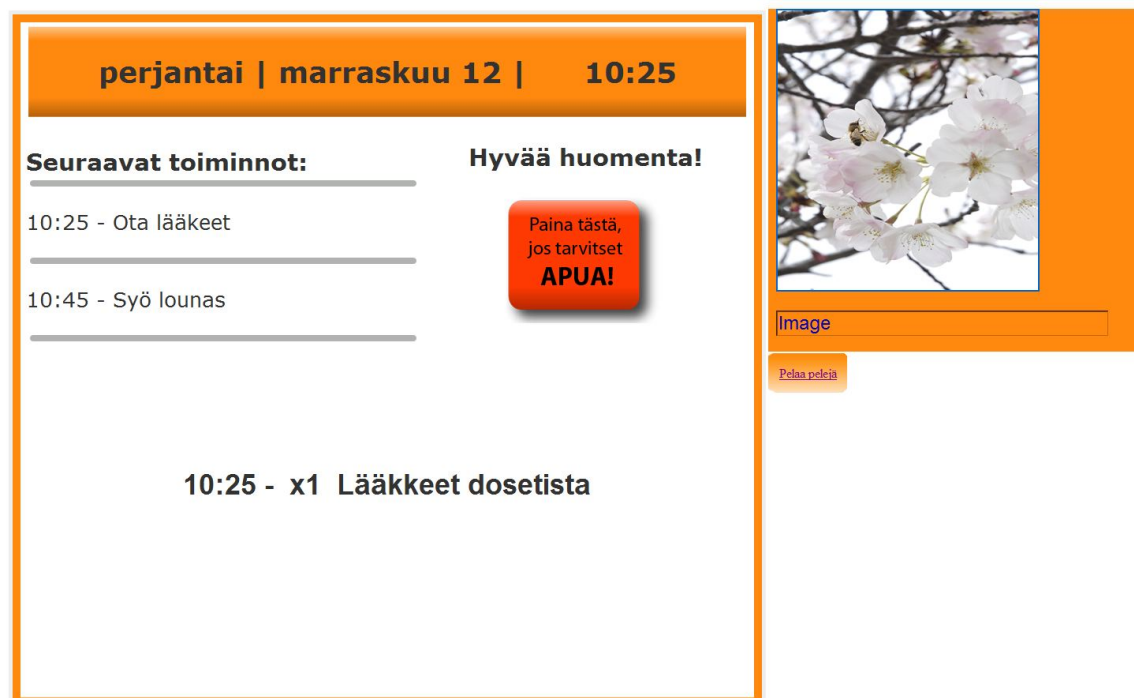 perjantai | marraskuu 12 | 10:25
Seuraavat toiminnot:
10:25 - Ota lääkeet
10:45 - Syö lounas
Hyvää huomenta!
Paina tästä,
jos tarvitset
APUA!
10:25 - x1 Lääkkeet dosetista
Image
Pelaa pelejä